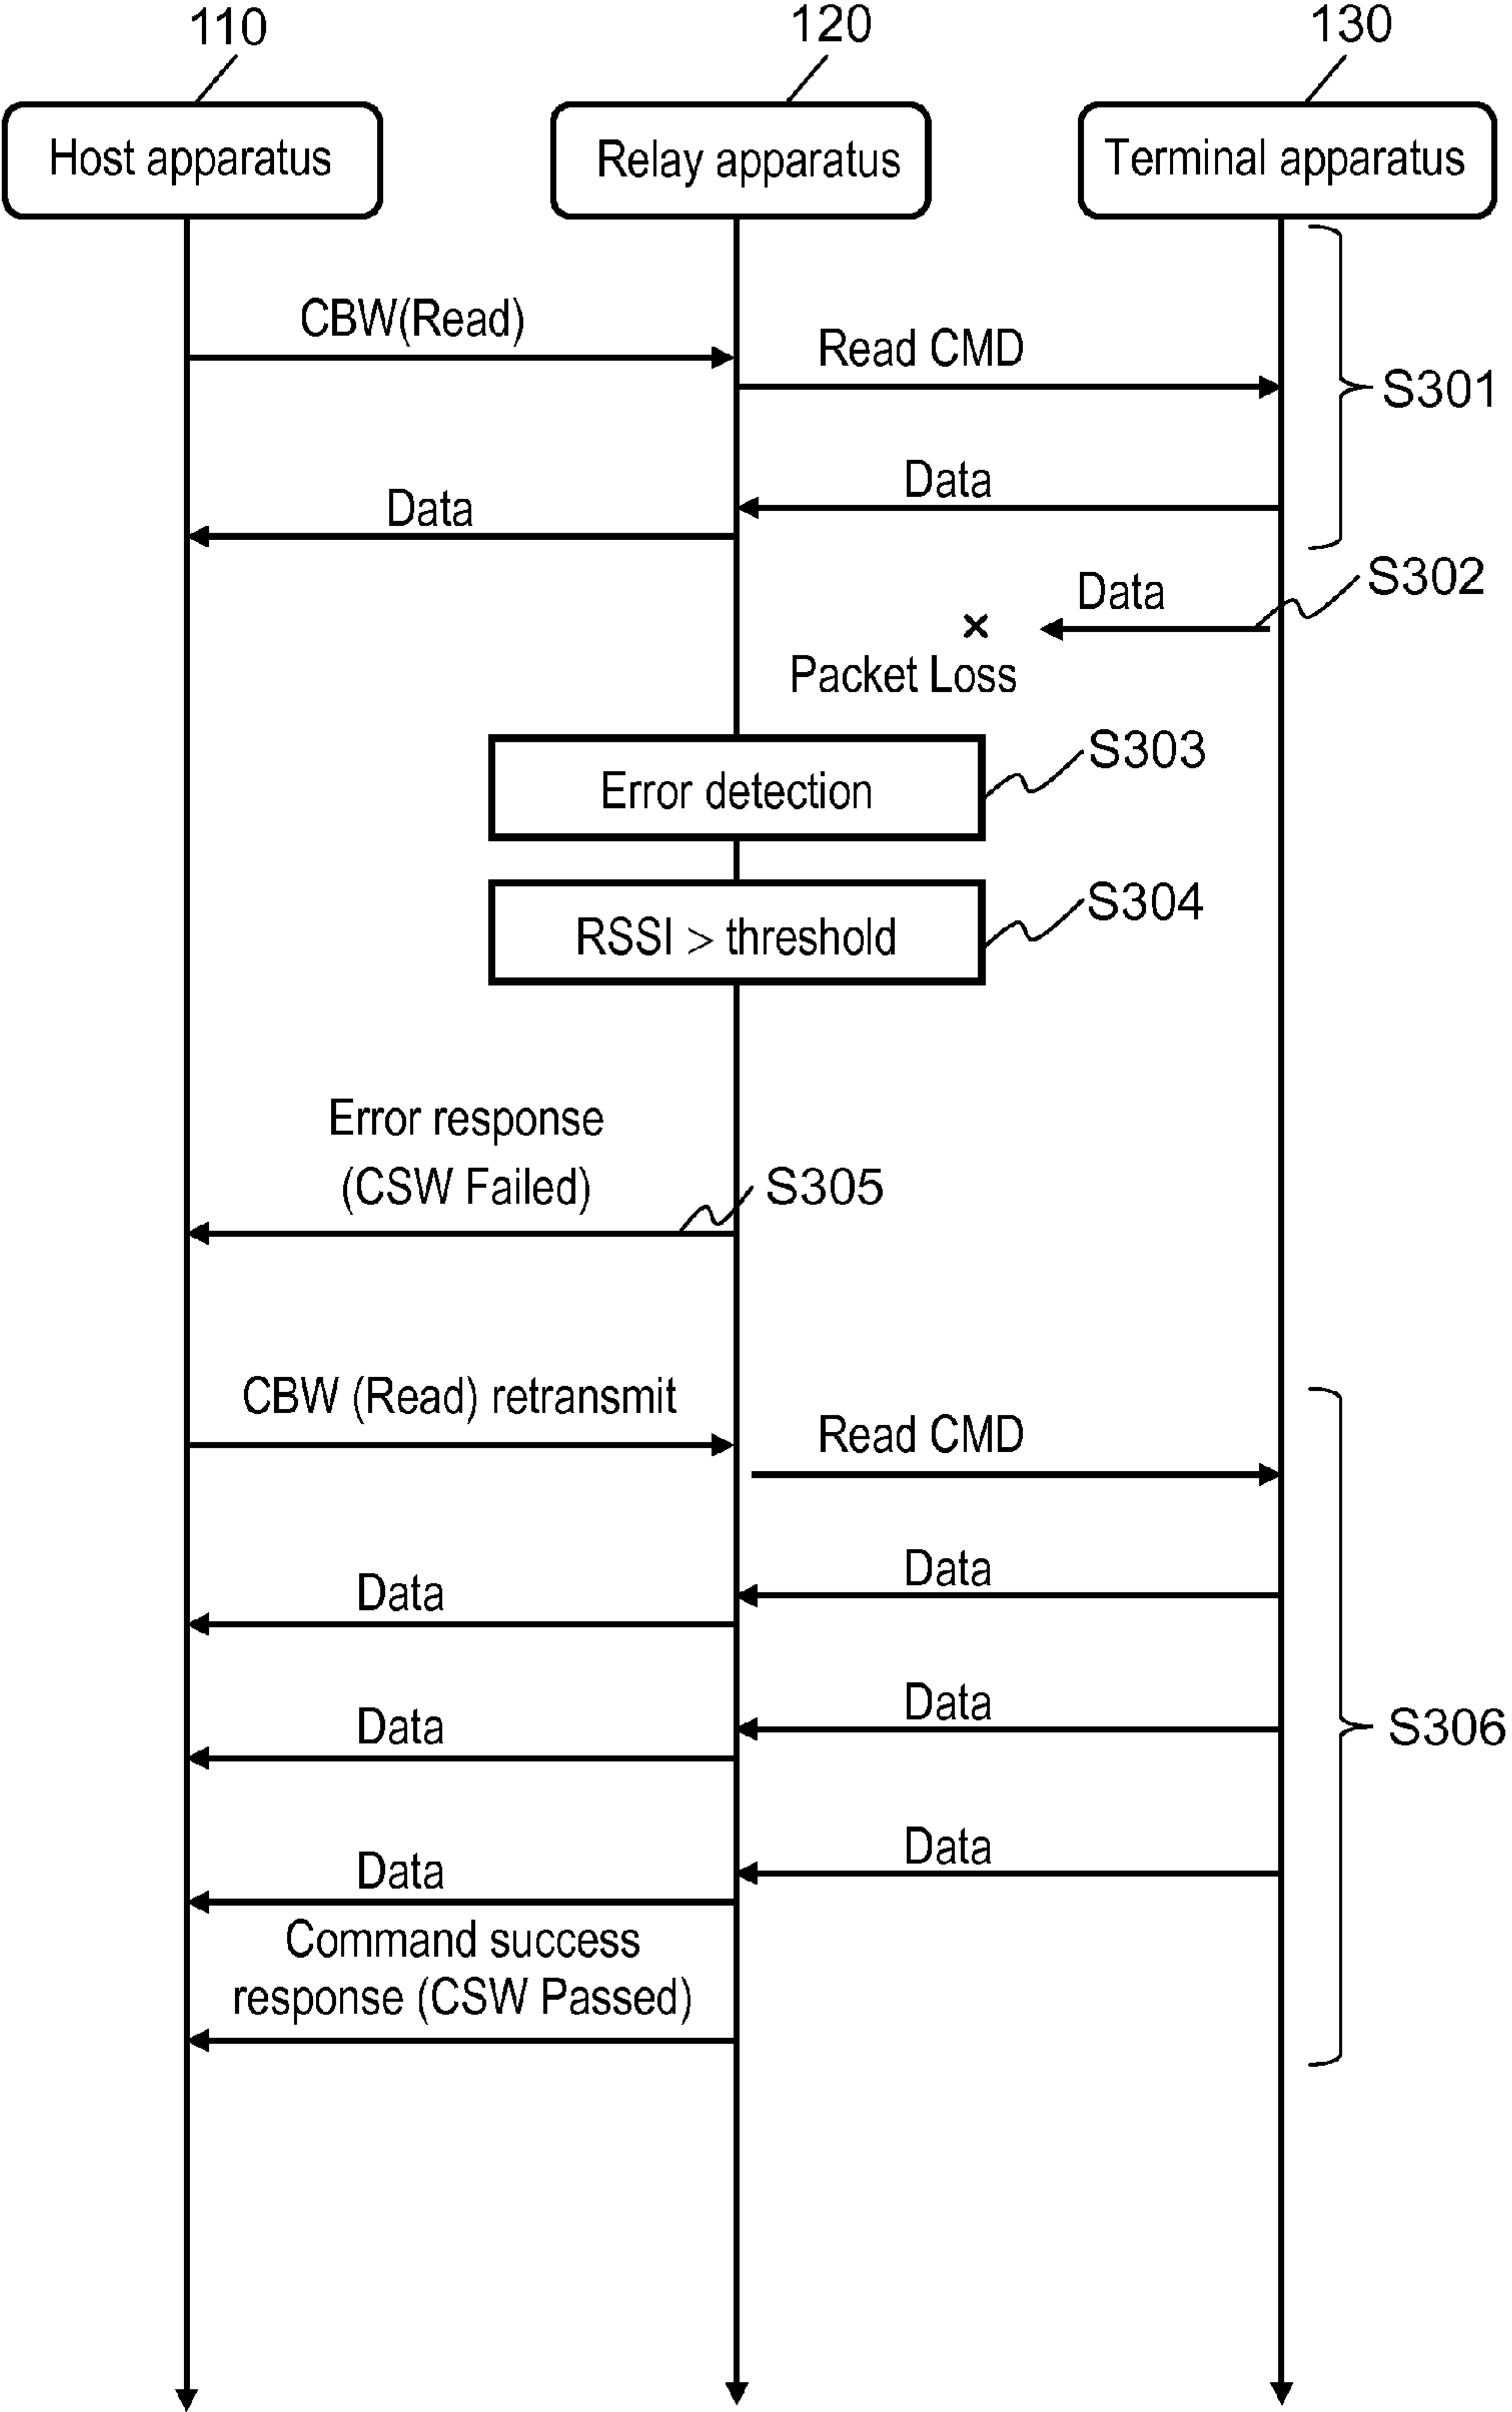 110
120
130
Host apparatus
Relay apparatus
Terminal apparatus
CBW(Read)
Read CMD
S301
Data
Data
S302
Data
×
Packet Loss
S303
Error detection
S304
RSSI > threshold
Error response
(CSW Failed)
S305
CBW (Read) retransmit
Read CMD
Data
Data
Data
Data
S306
Data
Data
Command success
response (CSW Passed)